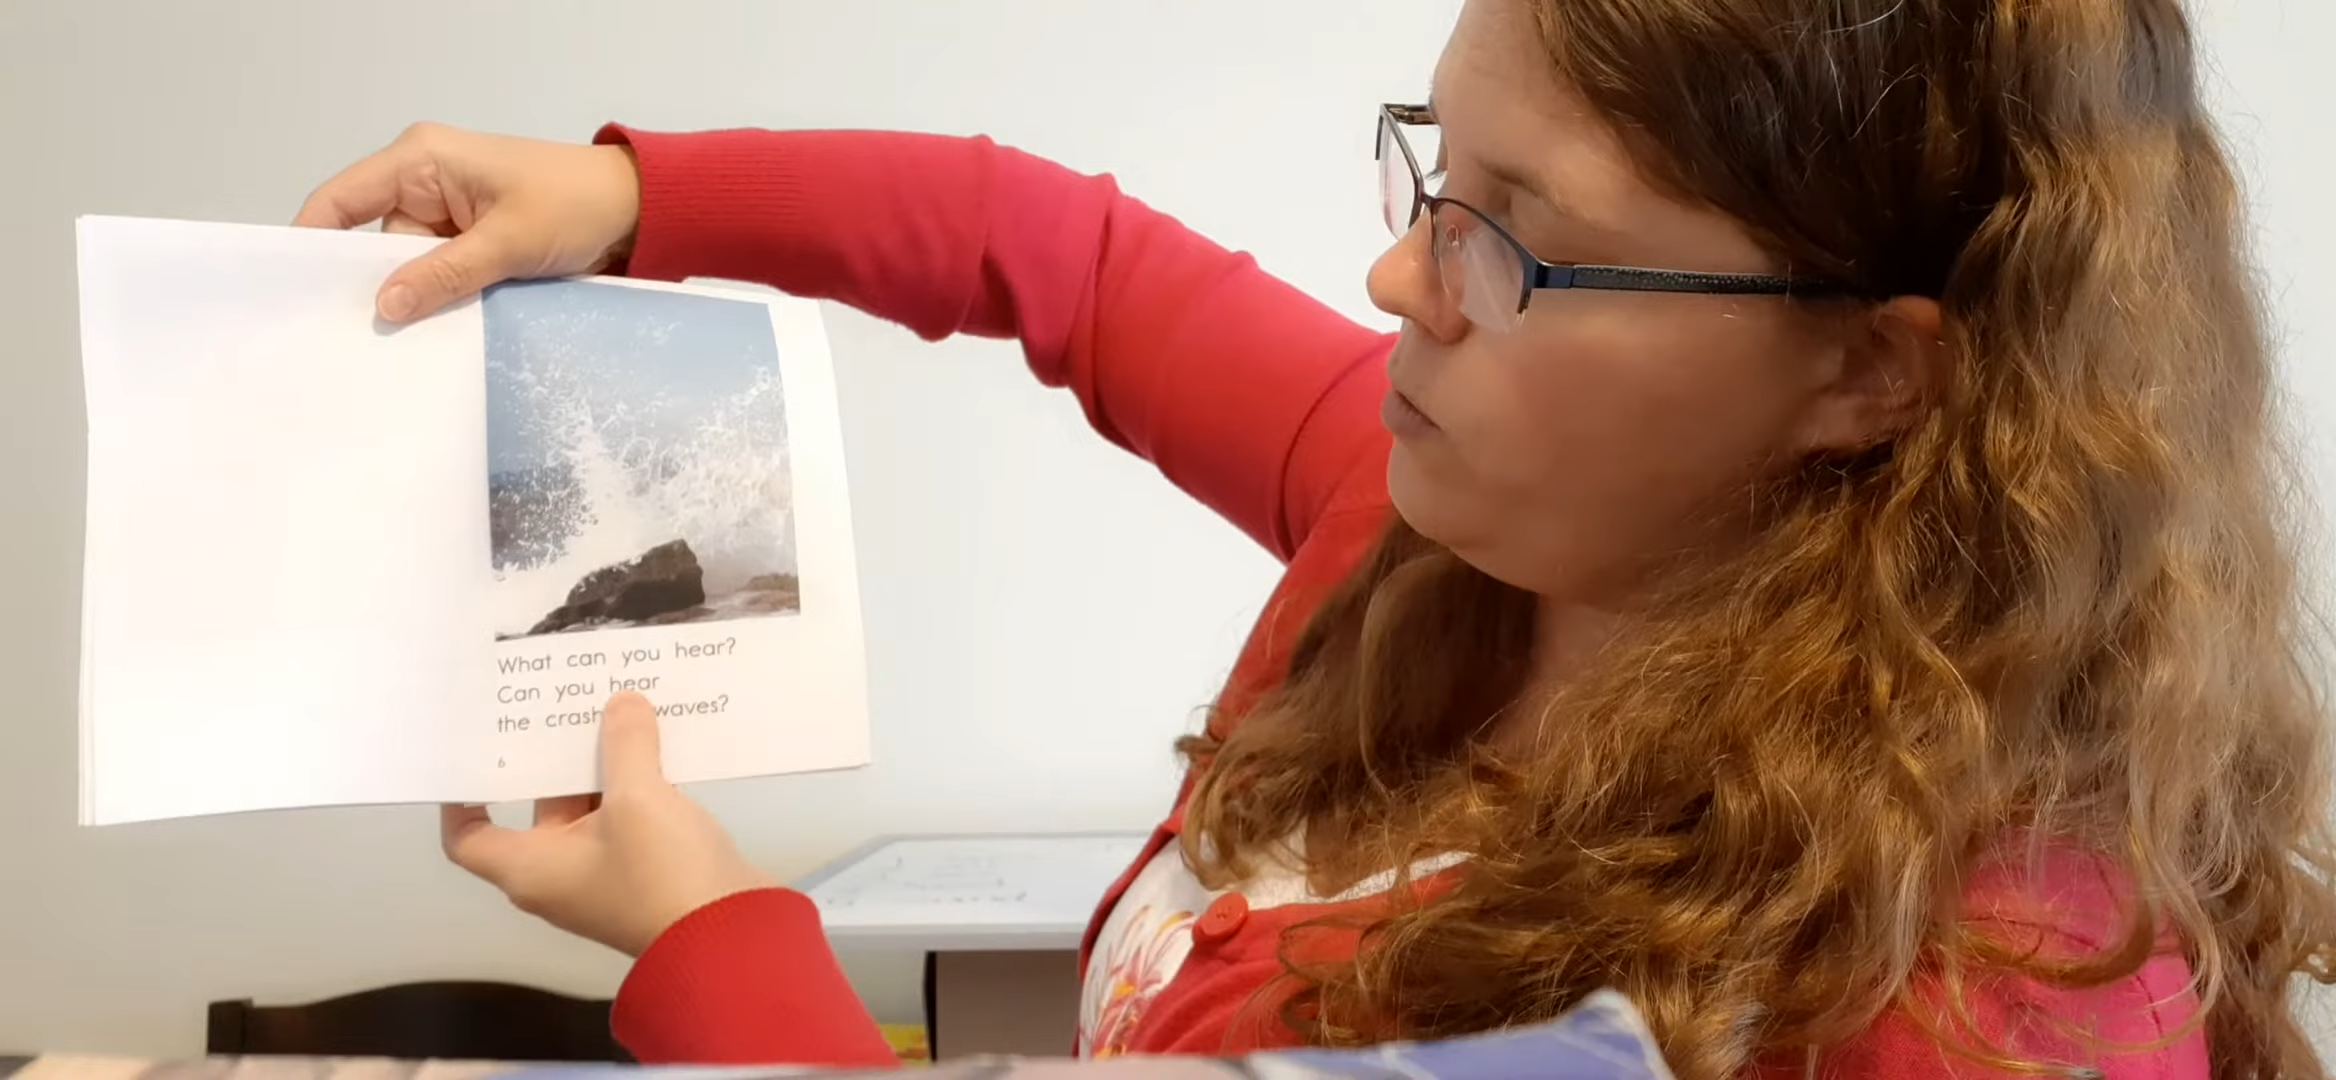 What can you hear?
Can you hear
the crash waves?
6